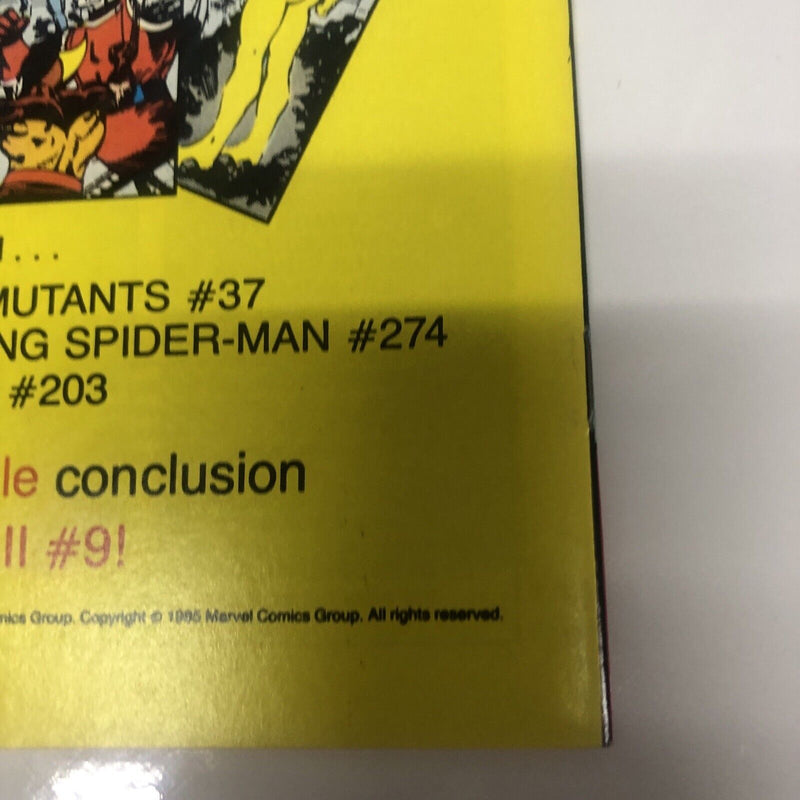 ...
MUTANTS #37
NG SPIDER-MAN #274
#203
le conclusion
II #9!
mics Group. Copyright © 1985 Marvel Comics Group. All rights reserved.